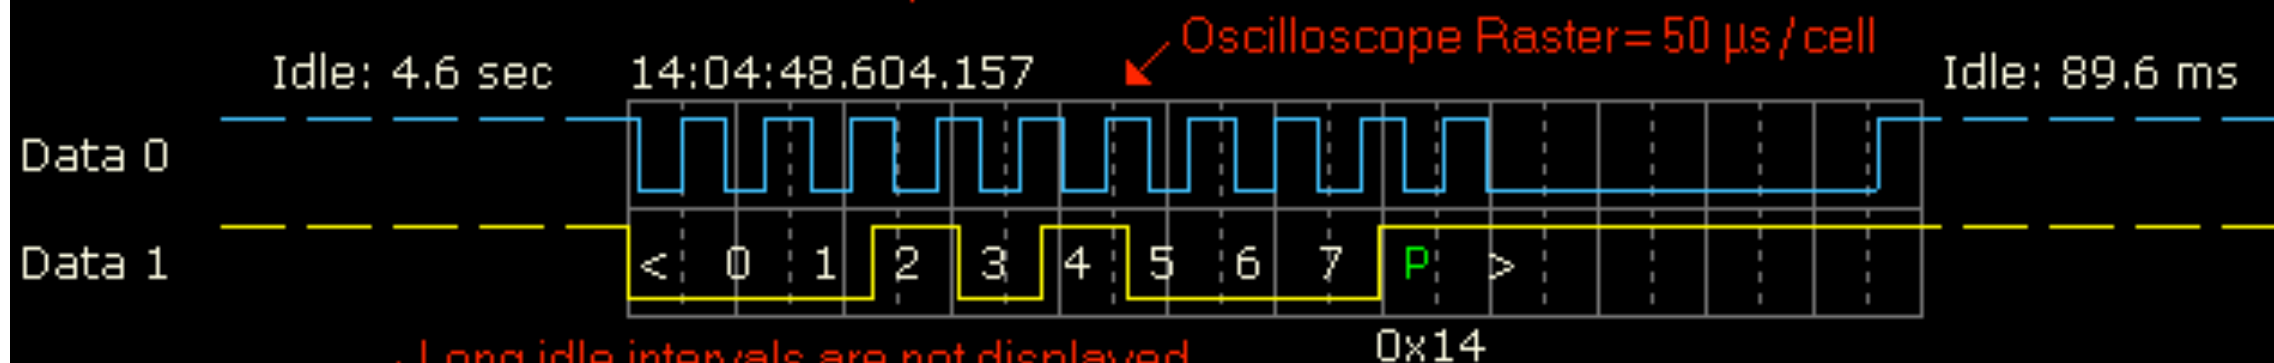 Oscilloscope Raster= 50 µs/cell
Idle: 4.6 sec 14:04:48.604.157 Idle: 89.6 ms
Data 0
Data 1 < 0 1 2 3 4 5 6 7 P >
0x14
Long idle intervals are not displayed